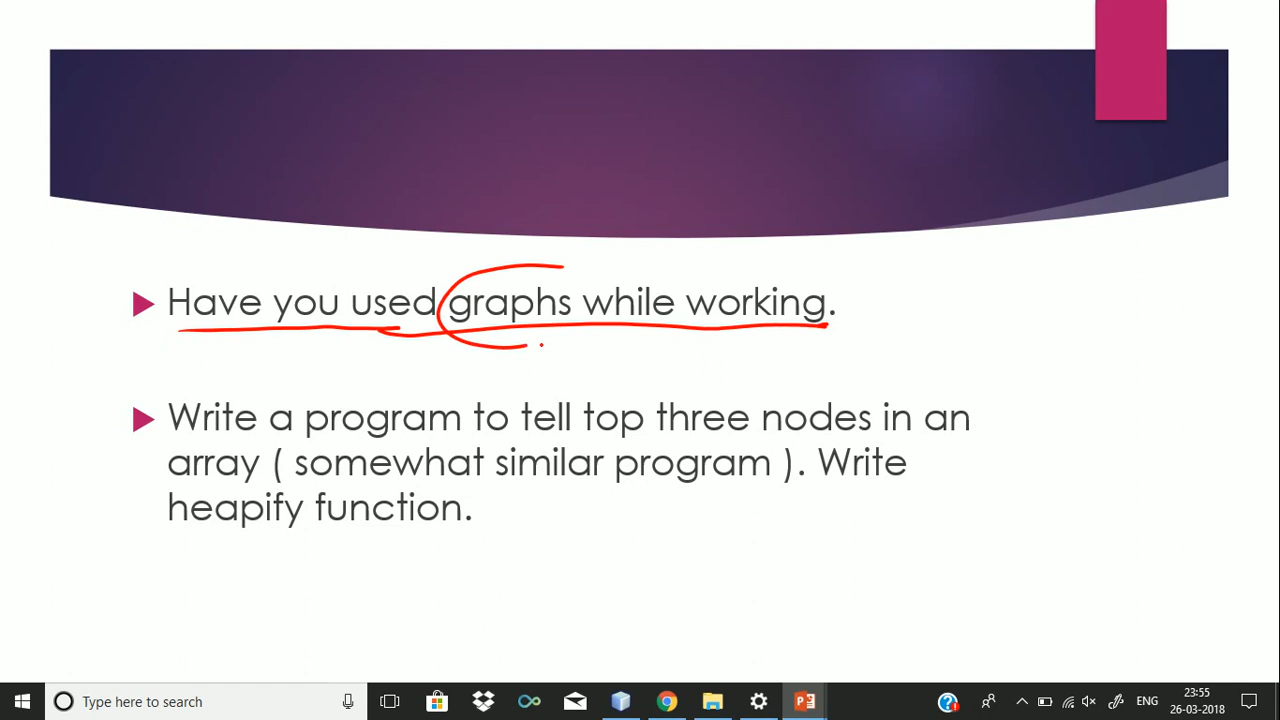 Have you used graphs while working.
Write a program to tell top three nodes in an
array ( somewhat similar program ). Write
heapify function.
Type here to search
ENG
23:55
26-03-2018